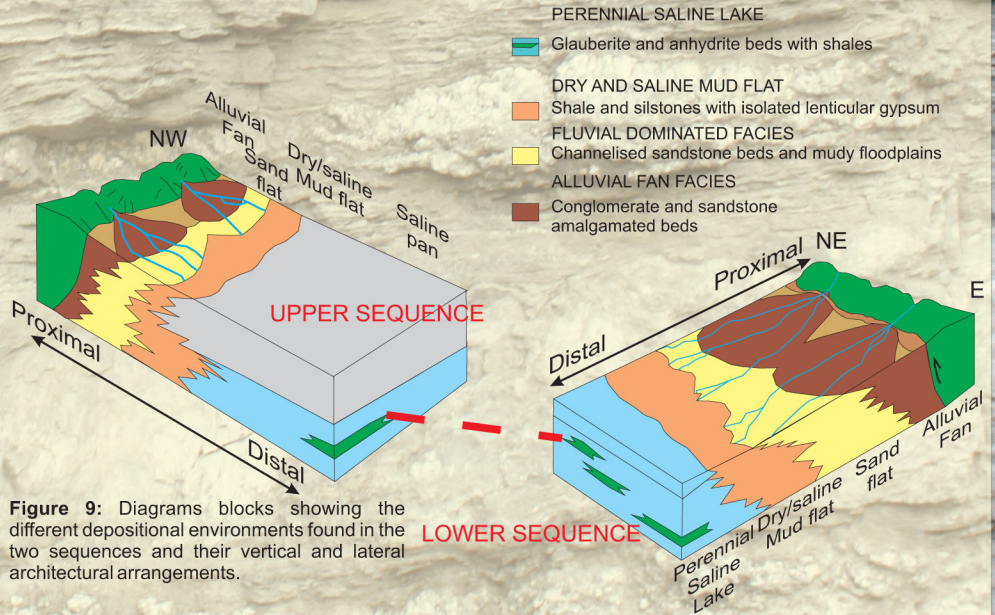 PERENNIAL SALINE LAKE
Glauberite and anhydrite beds with shales
DRY AND SALINE MUD FLAT
Shale and silstones with isolated lenticular gypsum
FLUVIAL DOMINATED FACIES
Channelised sandstone beds and mudy floodplains
ALLUVIAL FAN FACIES
Conglomerate and sandstone
amalgamated beds
NW
Alluvial
Fan
Sand
flat
Dry/saline
Mud flat
Saline
pan
UPPER SEQUENCE
Proximal
Distal
NE
E
Proximal
Distal
Alluvial
Fan
Sand
flat
Dry/saline
Mud flat
Perennial
Saline
Lake
LOWER SEQUENCE
Figure 9: Diagrams blocks showing the
different depositional environments found in the
two sequences and their vertical and lateral
architectural arrangements.